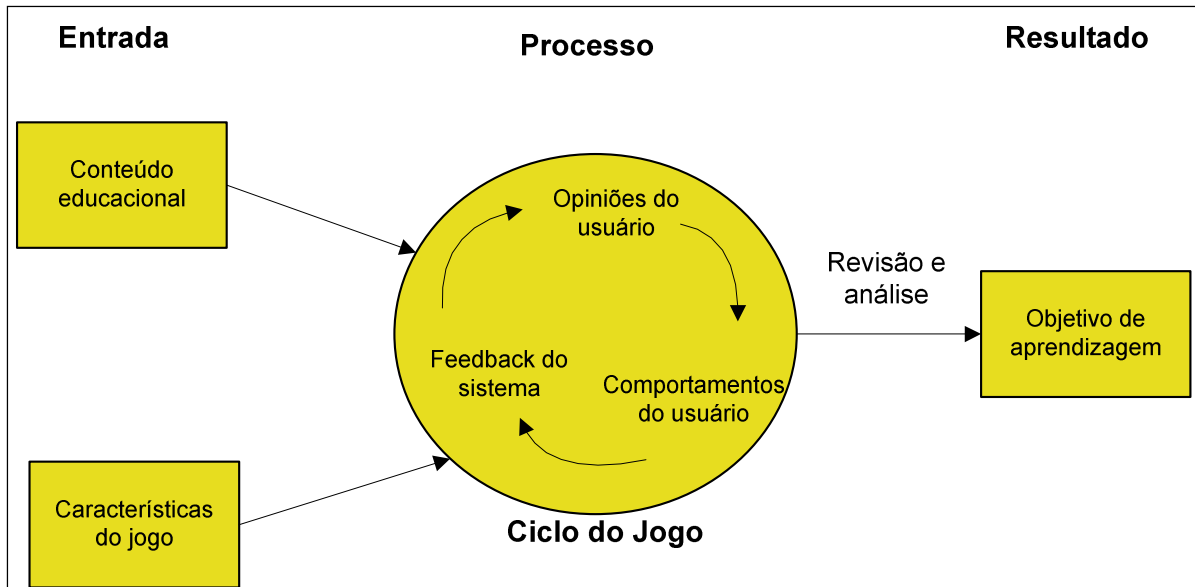 Entrada
Processo
Resultado
Conteúdo
educacional
Opiniões do
usuário
Revisão e
análise
Objetivo de
aprendizagem
Feedback do
sistema
Comportamentos
do usuário
Características
do jogo
Ciclo do Jogo